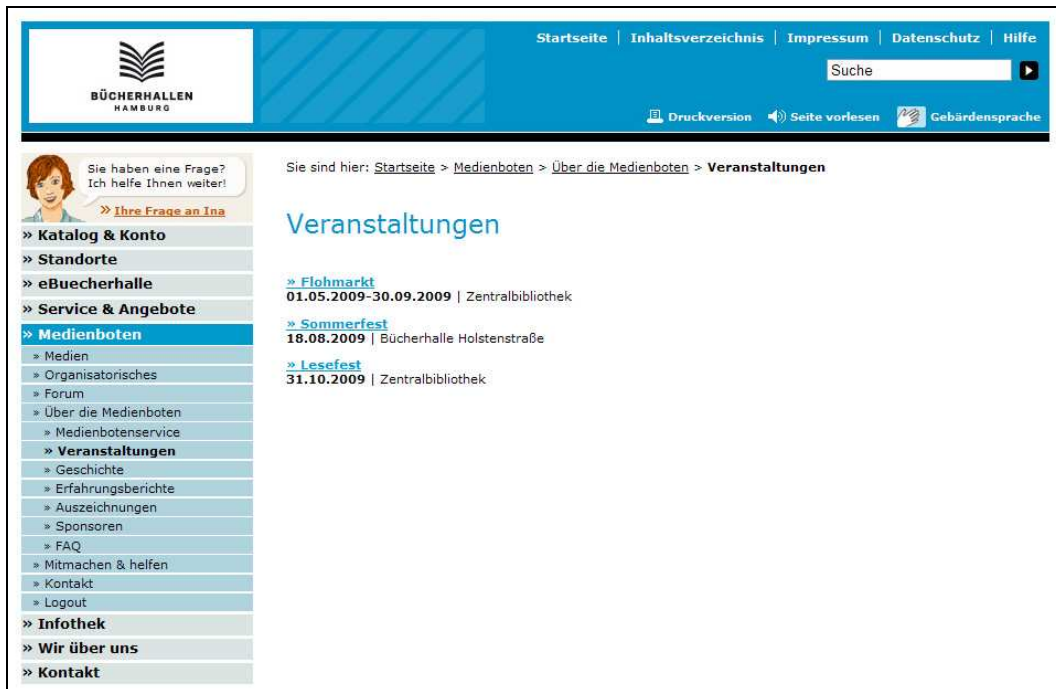 Startseite | Inhaltsverzeichnis | Impressum | Datenschutz | Hilfe
Suche
BÜCHERHALLEN
HAMBURG
Druckversion Seite vorlesen Gebärdensprache
Sie haben eine Frage?
Ich helfe Ihnen weiter!
» Ihre Frage an Ina
» Katalog & Konto
» Standorte
» eBuecherhalle
» Service & Angebote
» Medienboten
» Medien
» Organisatorisches
» Forum
» Über die Medienboten
» Medienbotenservice
» Veranstaltungen
» Geschichte
» Erfahrungsberichte
» Auszeichnungen
» Sponsoren
» FAQ
» Mitmachen & helfen
» Kontakt
» Logout
» Infothek
» Wir über uns
» Kontakt
Sie sind hier: Startseite > Medienboten > Über die Medienboten > Veranstaltungen
Veranstaltungen
» Flohmarkt
01.05.2009-30.09.2009 | Zentralbibliothek
» Sommerfest
18.08.2009 | Bücherhalle Holstenstraße
» Lesefest
31.10.2009 | Zentralbibliothek